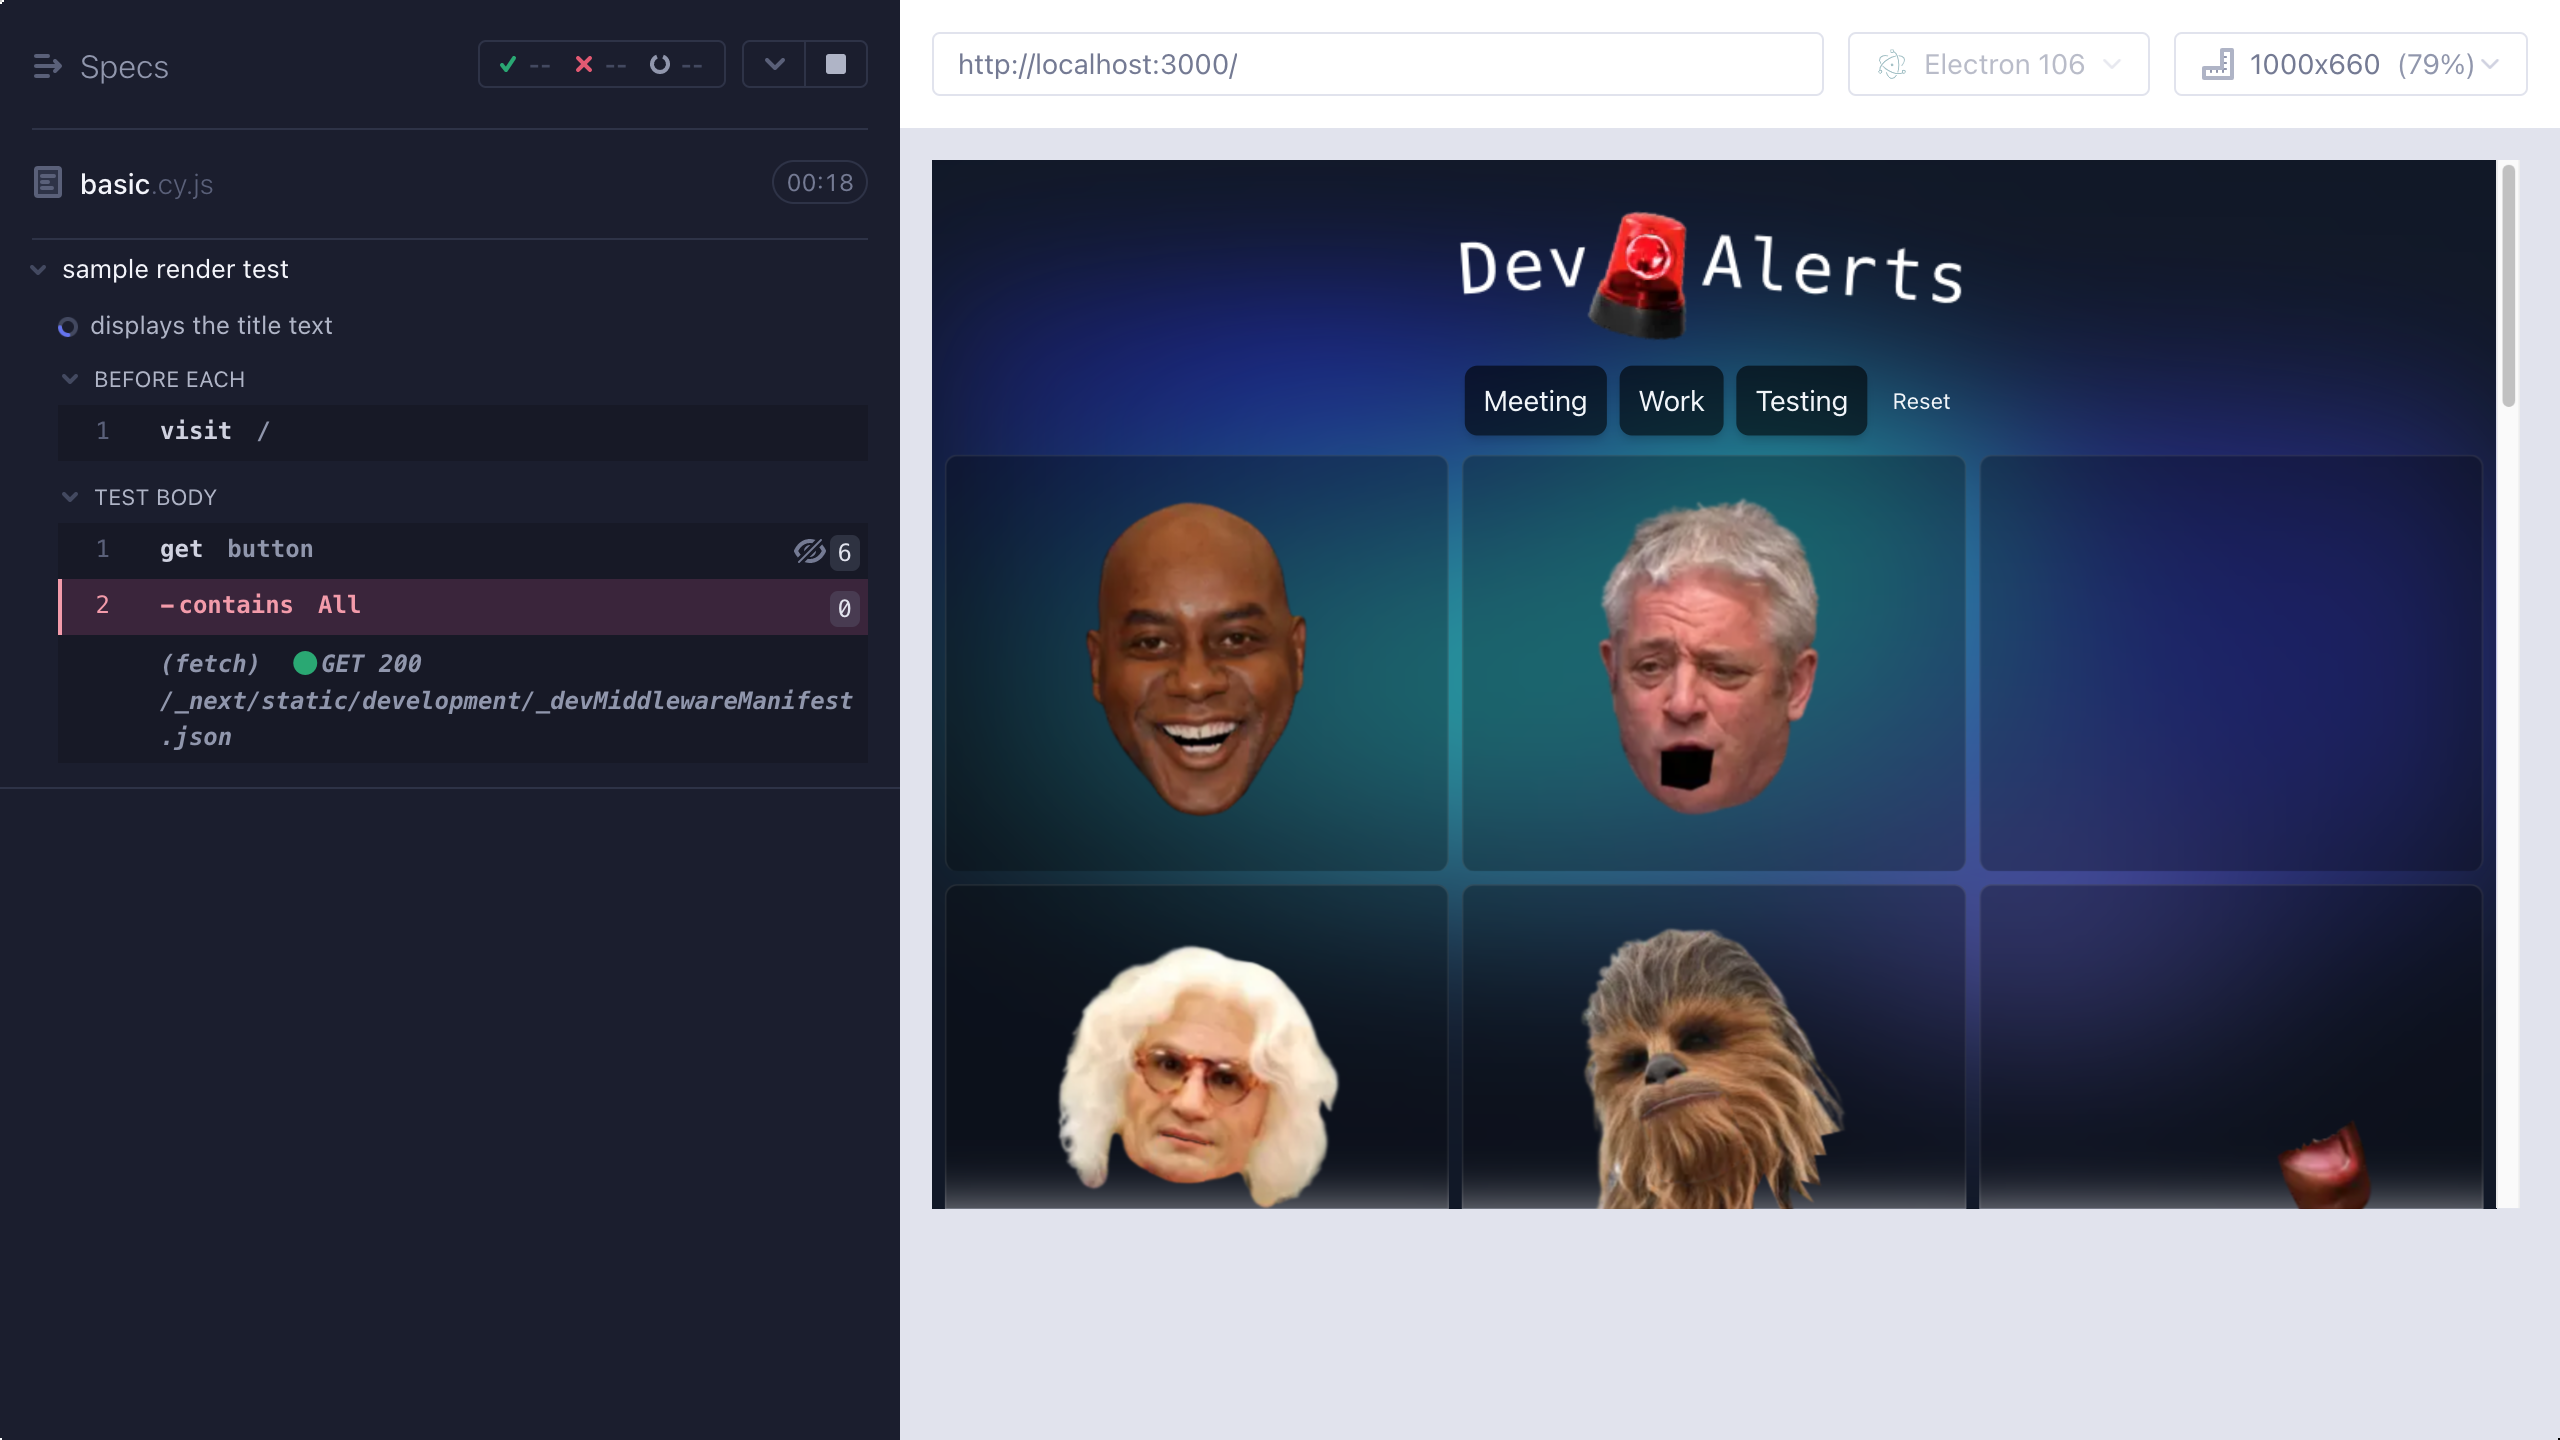 Specs
-- -- --
basic.cy.js
00:18
sample render test
displays the title text
BEFORE EACH
1 visit /
TEST BODY
1 get button 6
2 -contains All 0
(fetch) GET 200
/_next/static/development/_devMiddlewareManifest
.json
http://localhost:3000/
Electron 106
1000x660 (79%)
Dev Alerts
Meeting
Work
Testing
Reset